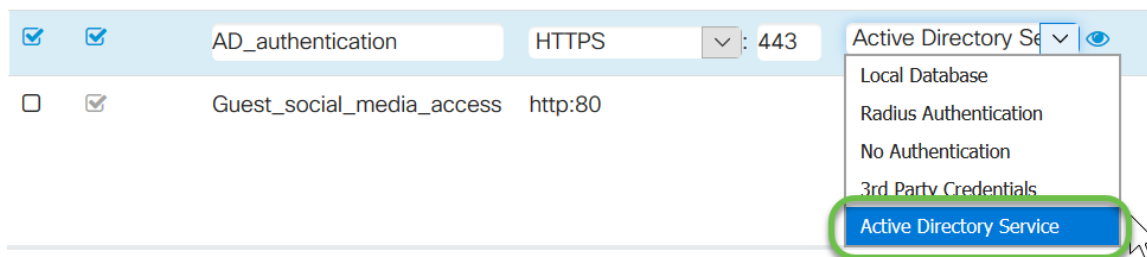 AD_authentication HTTPS : 443 Active Directory Se
Local Database
Radius Authentication
Guest_social_media_access http:80
No Authentication
3rd Party Credentials
Active Directory Service